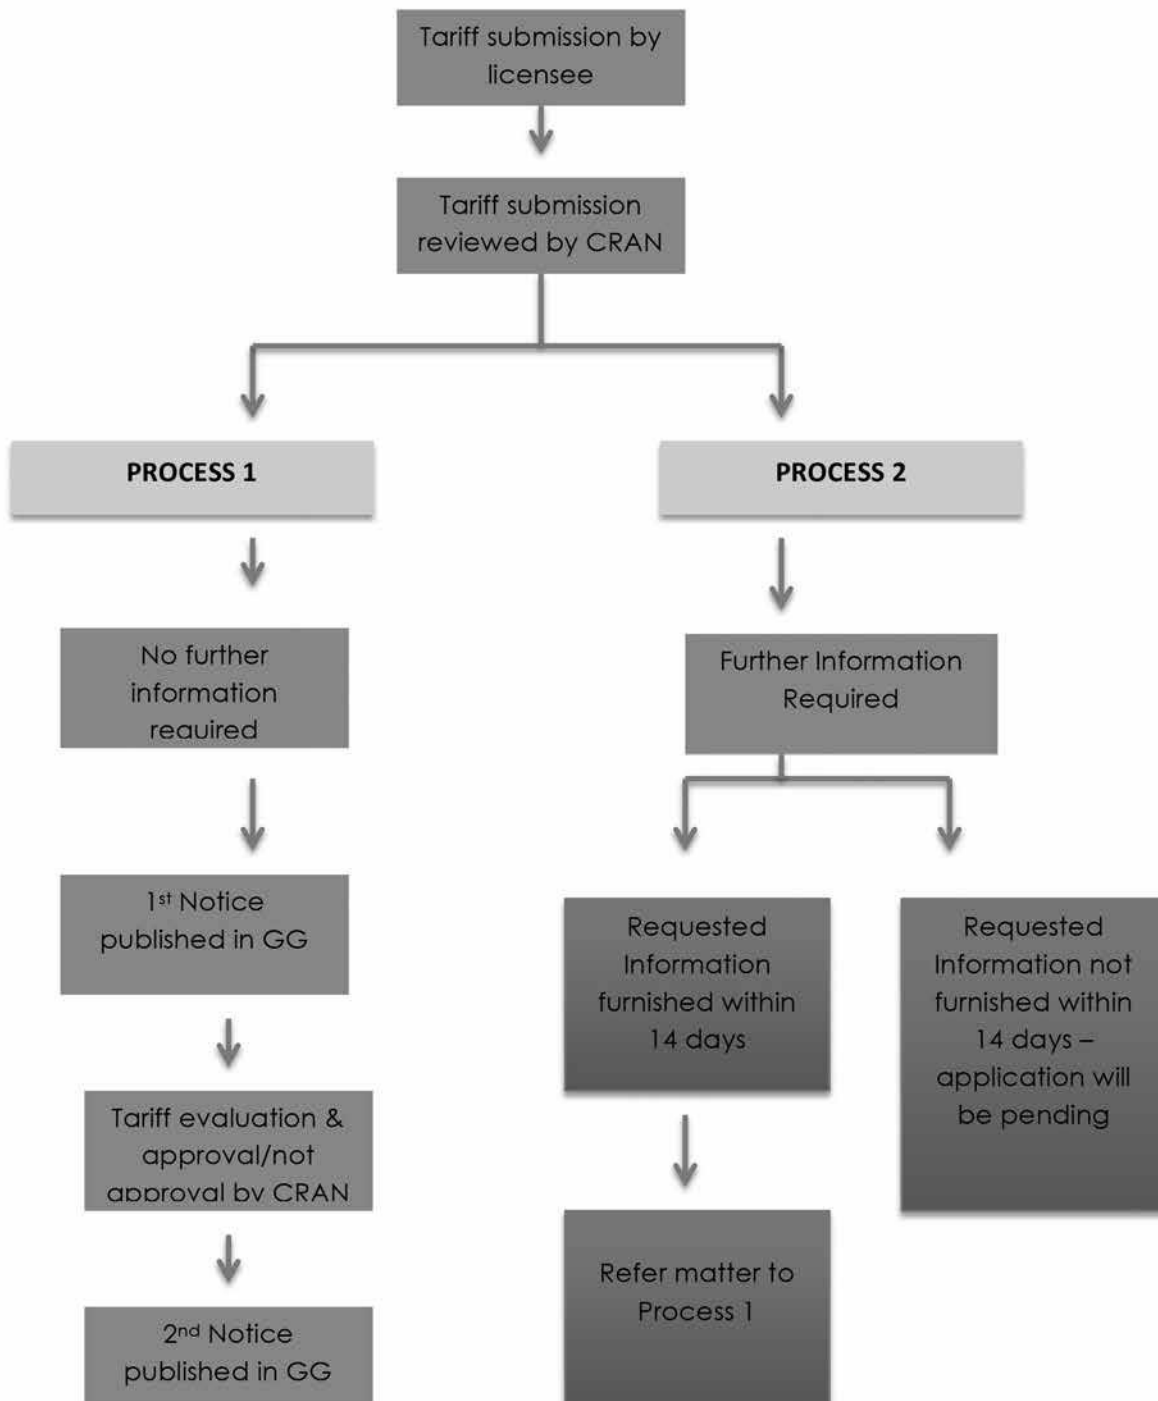 Tariff submission by
licensee
Tariff submission
reviewed by CRAN
PROCESS 1
No further
information
required
1st Notice
published in GG
Tariff evaluation &
approval/not
approval by CRAN
2nd Notice
published in GG
PROCESS 2
Further Information
Required
Requested
Information
furnished within
14 days
Refer matter to
Process 1
Requested
Information not
furnished within
14 days –
application will
be pending